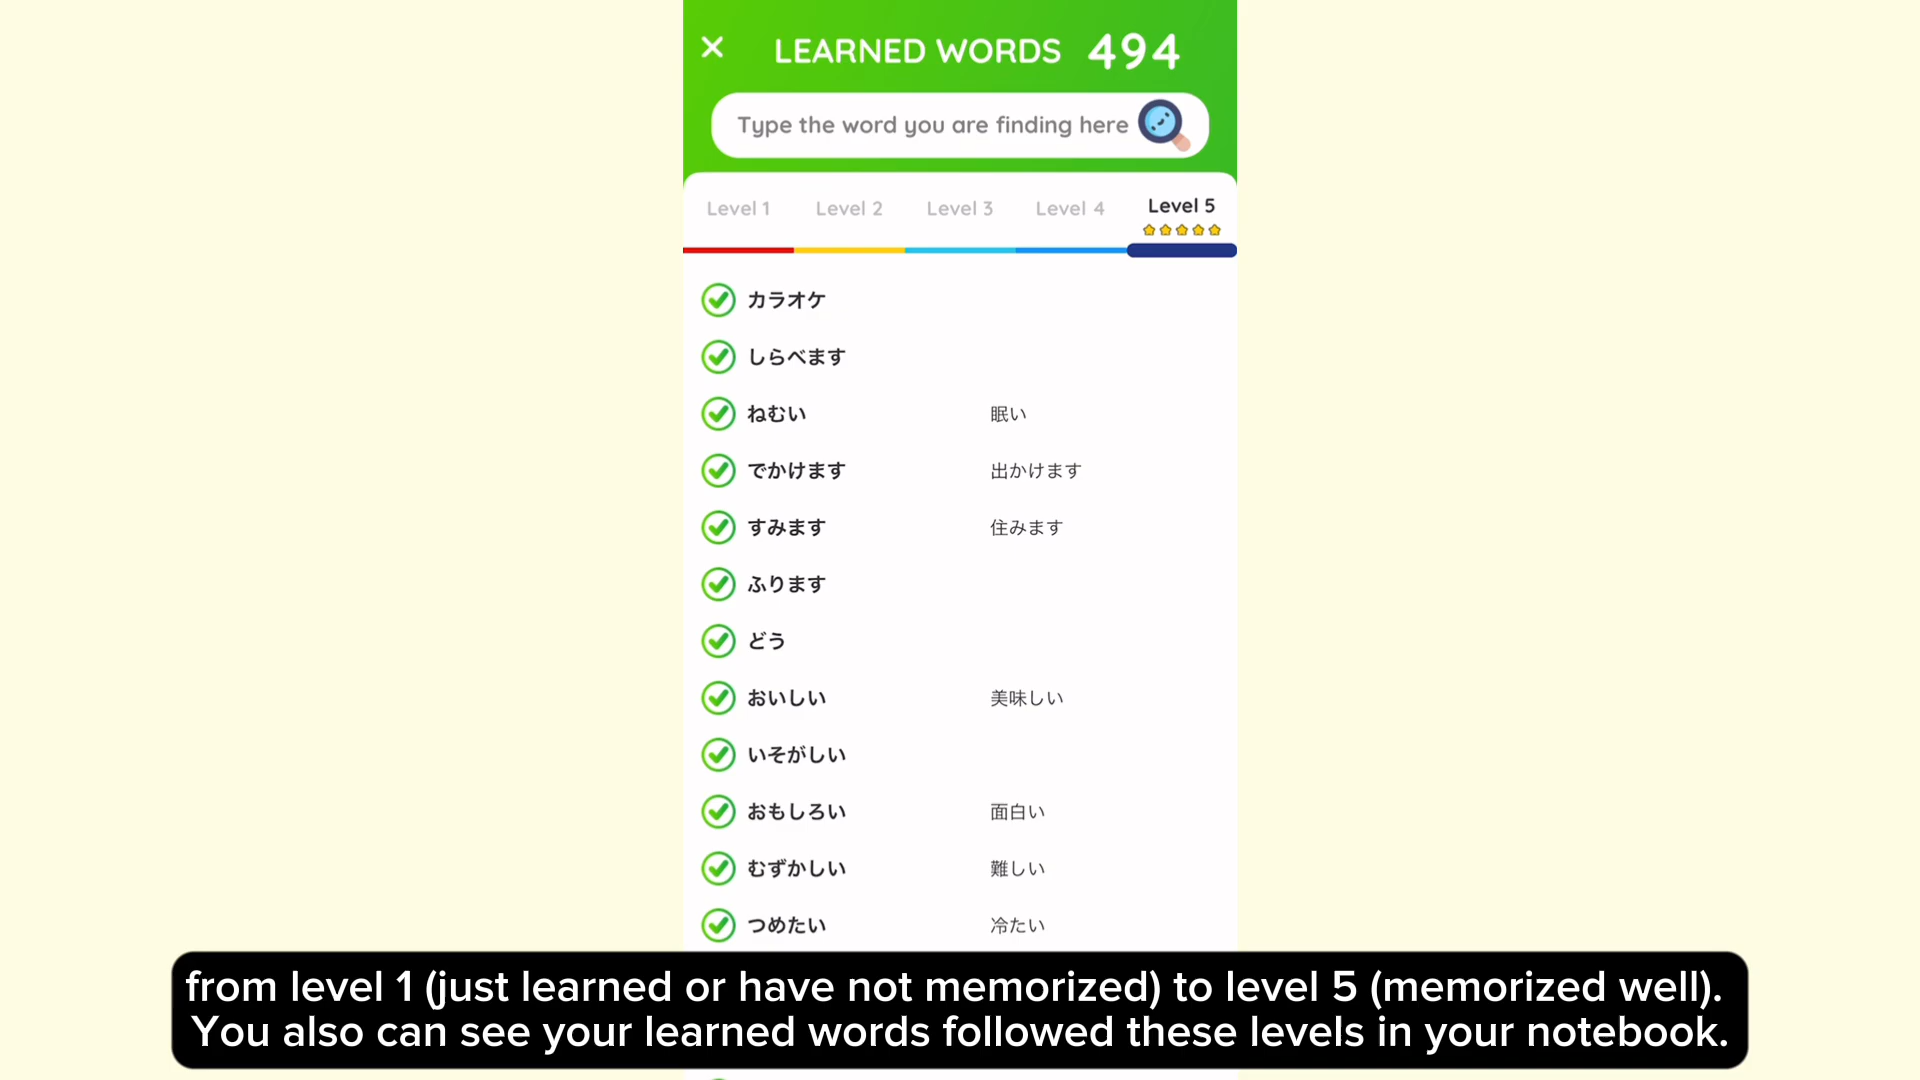 LEARNED WORDS 494
Type the word you are finding here
Level 1 Level 2 Level 3 Level 4 Level 5
カラオケ
しらべます
ねむい 眠い
でかけます 出かけます
すみます 住みます
ふります
どう
おいしい 美味しい
いそがしい
おもしろい 面白い
むずかしい 難しい
つめたい 冷たい
from level 1 (just learned or have not memorized) to level 5 (memorized well).
You also can see your learned words followed these levels in your notebook.